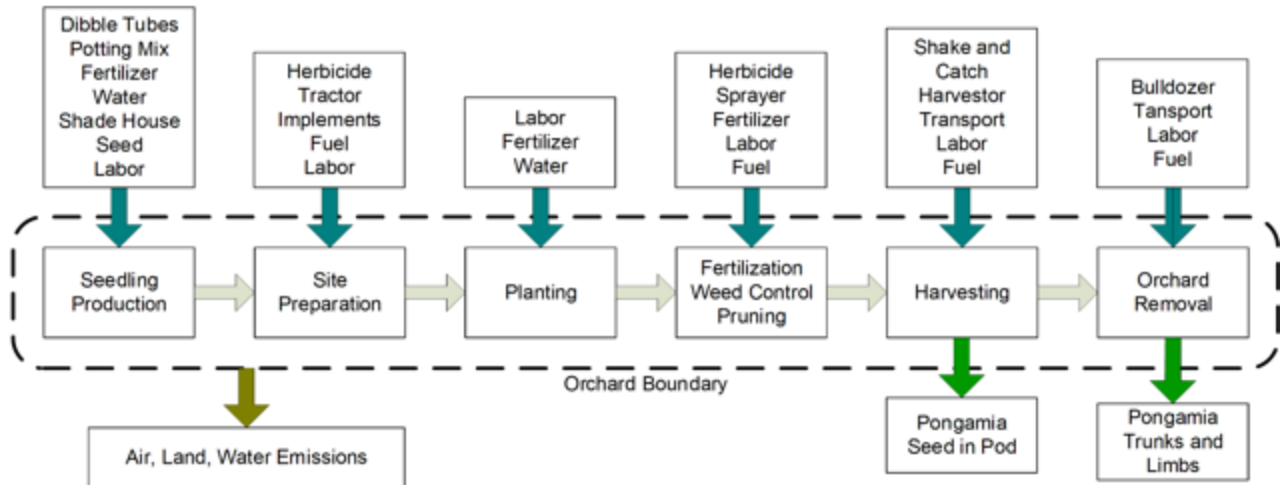 Dibble Tubes
Potting Mix
Fertilizer
Water
Shade House
Seed
Labor
Herbicide
Tractor
Implements
Fuel
Labor
Labor
Fertilizer
Water
Herbicide
Sprayer
Fertilizer
Labor
Fuel
Shake and
Catch
Harvestor
Transport
Labor
Fuel
Bulldozer
Tansport
Labor
Fuel
Seedling
Production
Site
Preparation
Planting
Fertilization
Weed Control
Pruning
Harvesting
Orchard
Removal
Orchard Boundary
Air, Land, Water Emissions
Pongamia
Seed in Pod
Pongamia
Trunks and
Limbs